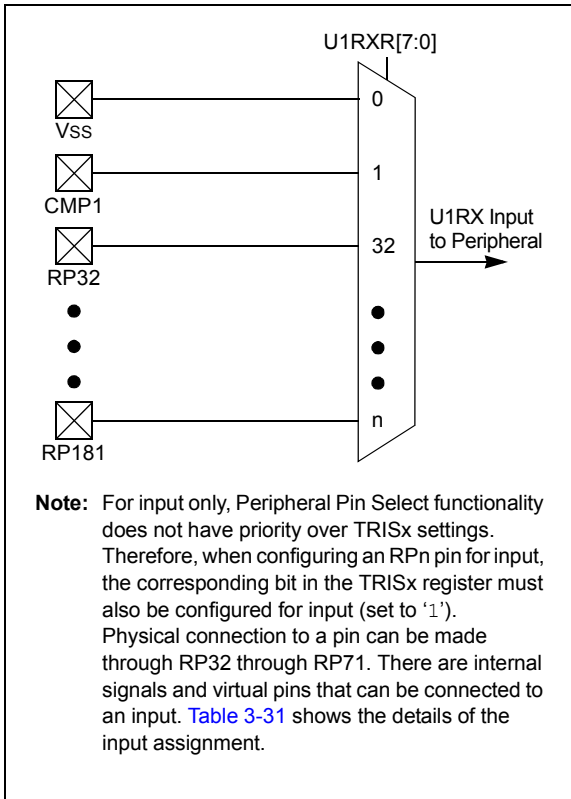 U1RXR[7:0]
0
Vss
1
CMP1
U1RX Input
to Peripheral
32
RP32
n
RP181
Note: For input only, Peripheral Pin Select functionality
does not have priority over TRISx settings.
Therefore, when configuring an RPn pin for input,
the corresponding bit in the TRISx register must
also be configured for input (set to ‘1’).
Physical connection to a pin can be made
through RP32 through RP71. There are internal
signals and virtual pins that can be connected to
an input. Table 3-31 shows the details of the
input assignment.